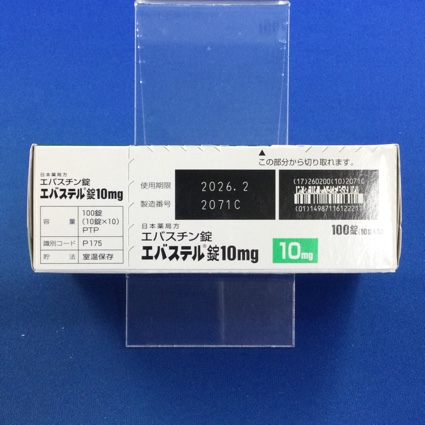 日本薬局方
エバスチン錠
エバステル®錠10mg
容量 100錠
(10錠×10)
PTP
識別コード P175
貯法 室温保存
▲
この部分から切り取れます。
使用期限 2026.2
製造番号 2071C
(17)260200(10)2071C
日本薬局方
エバスチン錠
エバステル®錠10mg
10mg
100錠